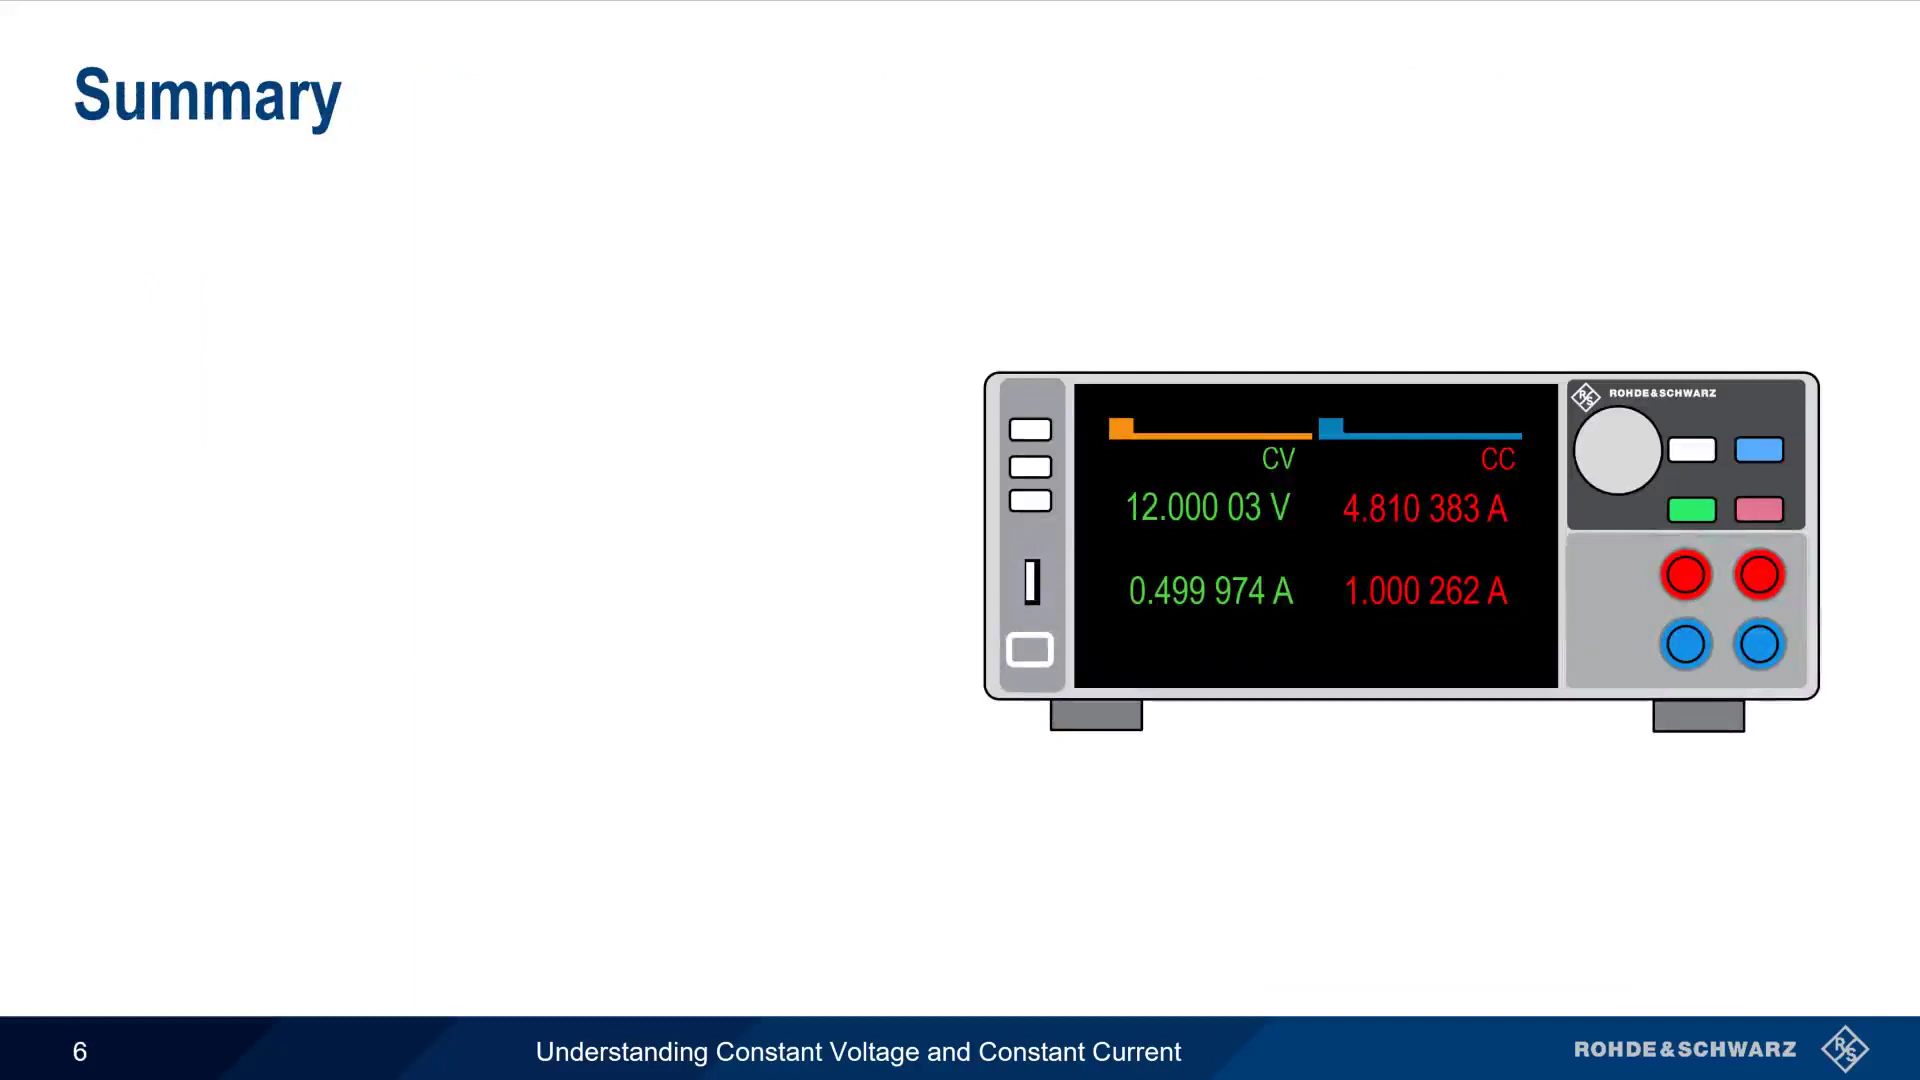 Summary
ROHDE&SCHWARZ
CV CC
12.000 03 V 4.810 383 A
0.499 974 A 1.000 262 A
6 Understanding Constant Voltage and Constant Current ROHDE&SCHWARZ